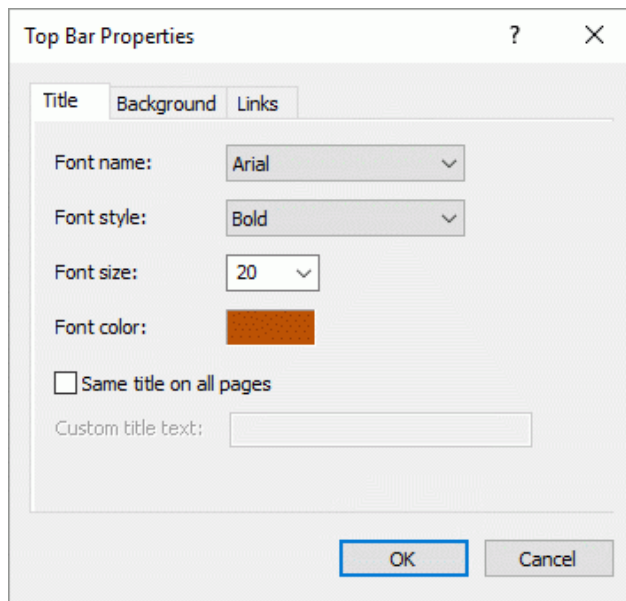 Top Bar Properties ?
Title Background Links
Font name: Arial
Font style: Bold
Font size: 20
Font color:
Same title on all pages
Custom title text:
OK Cancel